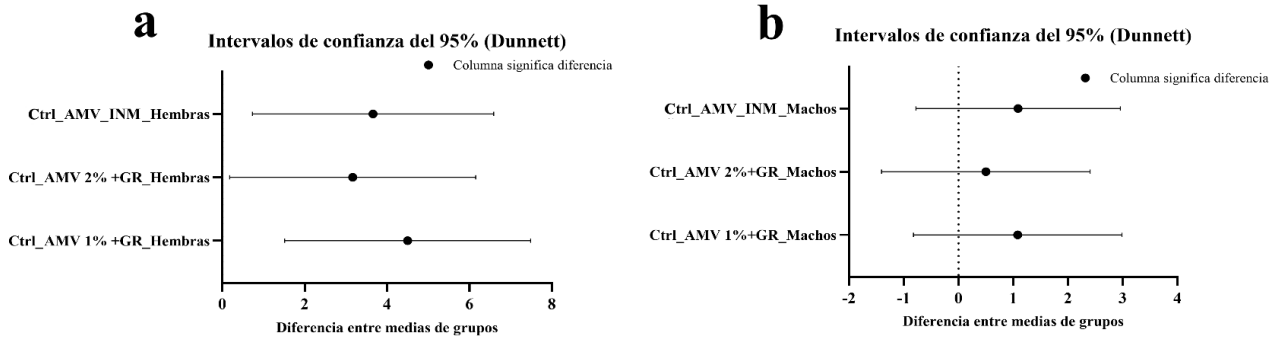 a
Intervalos de confianza del 95% (Dunnett)
Columna significa diferencia
Ctrl_AMV_INM_Hembras
Ctrl_AMV 2% +GR_Hembras
Ctrl_AMV 1% +GR_Hembras
0 2 4 6 8
Diferencia entre medias de grupos
b
Intervalos de confianza del 95% (Dunnett)
Columna significa diferencia
Ctrl_AMV_INM_Machos
Ctrl_AMV 2%+GR_Machos
Ctrl_AMV 1%+GR_Machos
-2 -1 0 1 2 3 4
Diferencia entre medias de grupos